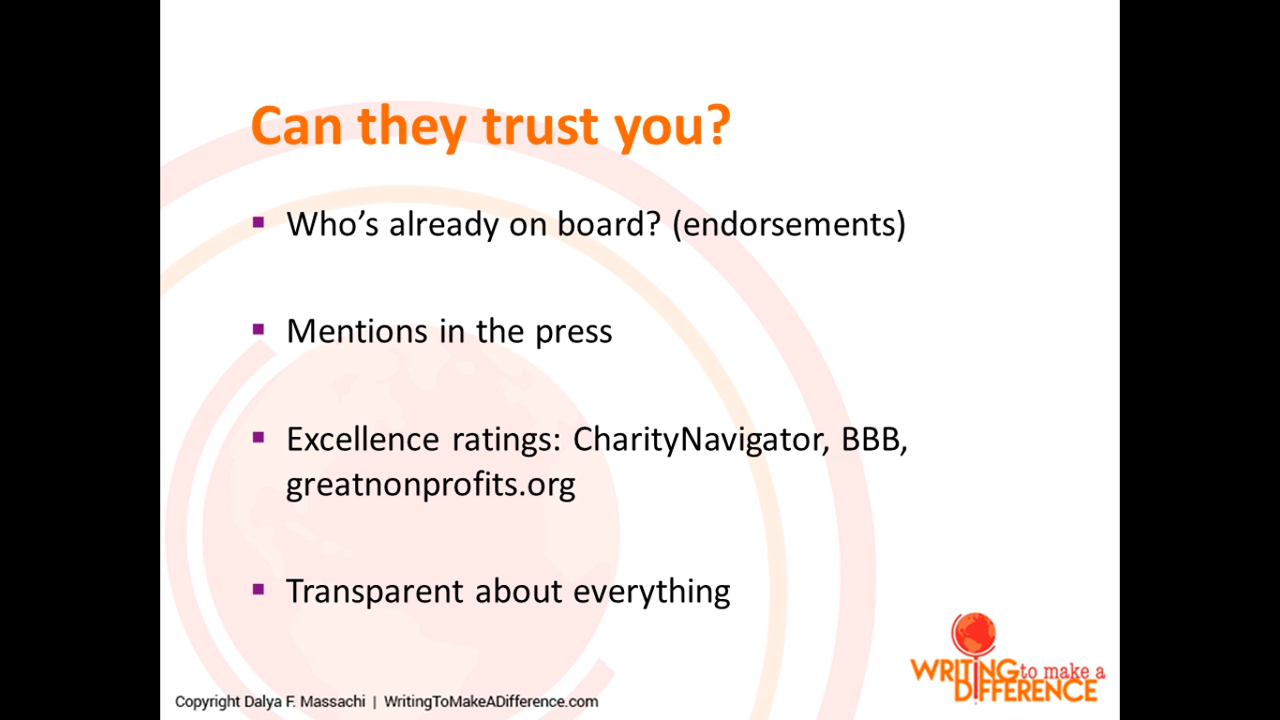 Can they trust you?
Who’s already on board? (endorsements)
Mentions in the press
Excellence ratings: CharityNavigator, BBB,
greatnonprofits.org
Transparent about everything
WRITING to make a
DIFFERENCE
Copyright Dalya F. Massachi | WritingToMakeADifference.com